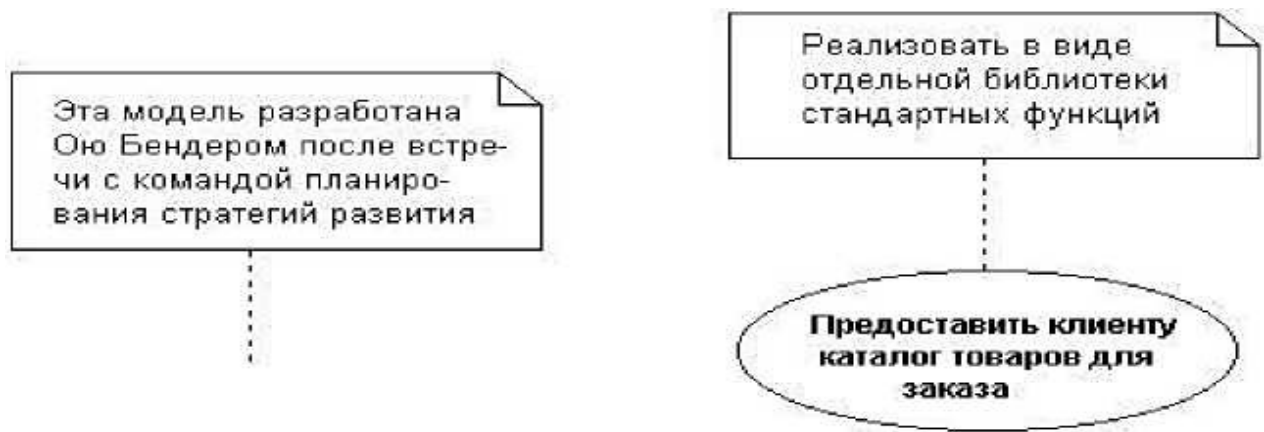 Эта модель разработана
Ою Бендером после встре-
чи с командой планиро-
вания стратегий развития
Реализовать в виде
отдельной библиотеки
стандартных функций
Предоставить клиенту
каталог товаров для
заказа